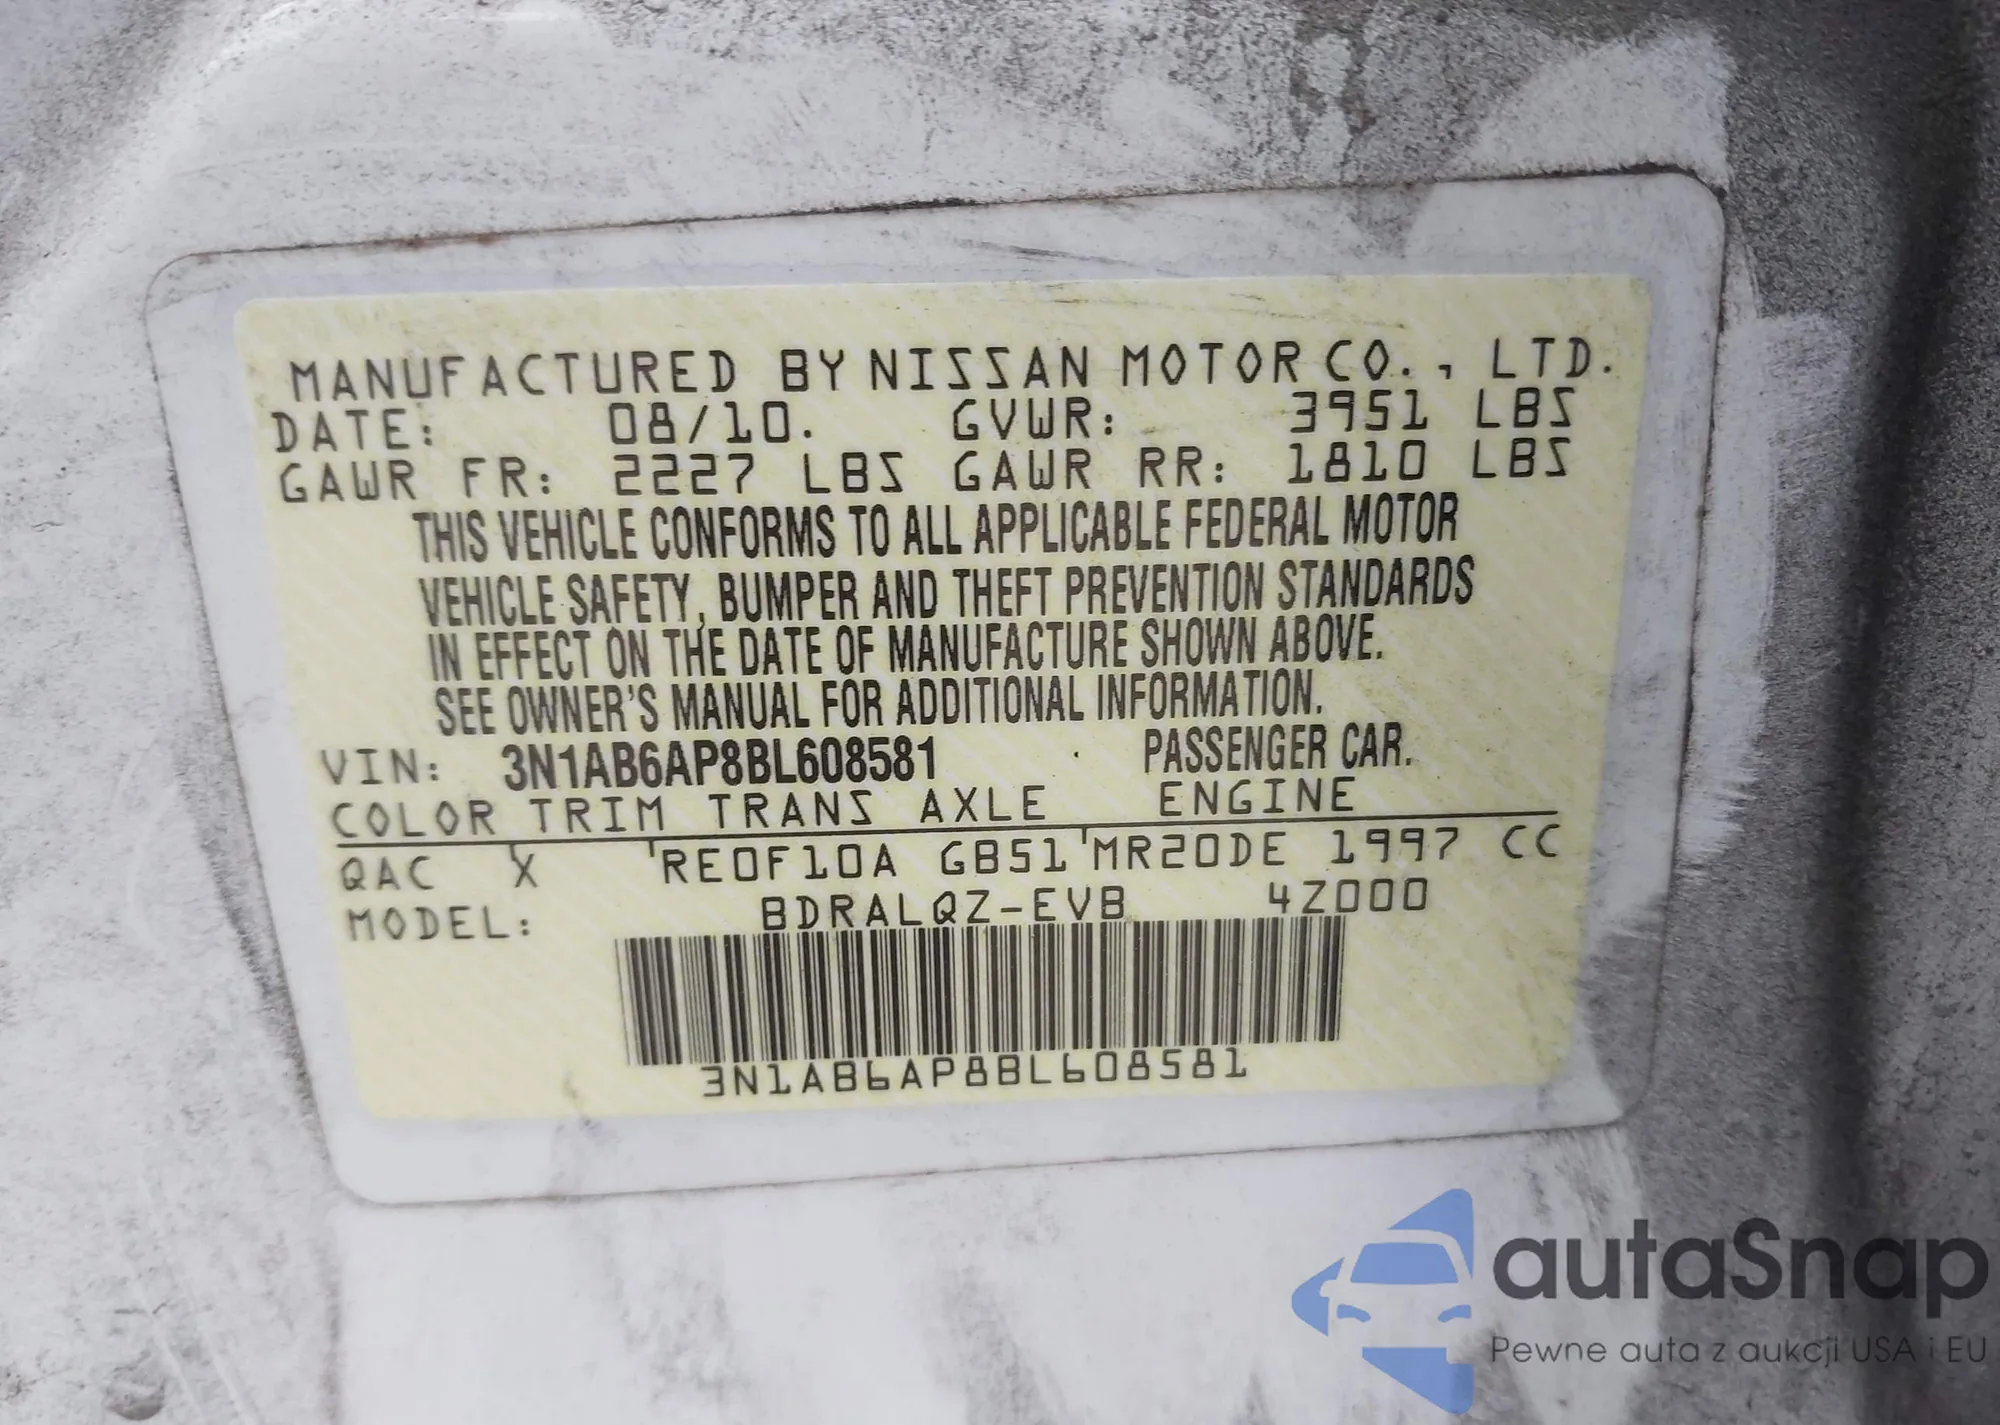 MANUFACTURED BY NISSAN MOTOR CO., LTD.
DATE: 08/10. GVWR: 3951 LBS
GAWR FR: 2227 LBS GAWR RR: 1810 LBS
THIS VEHICLE CONFORMS TO ALL APPLICABLE FEDERAL MOTOR
VEHICLE SAFETY, BUMPER AND THEFT PREVENTION STANDARDS
IN EFFECT ON THE DATE OF MANUFACTURE SHOWN ABOVE.
SEE OWNER'S MANUAL FOR ADDITIONAL INFORMATION.
VIN: 3N1AB6AP8BL608581 PASSENGER CAR.
COLOR TRIM TRANS AXLE ENGINE
QAC X RE0F10A GB51 MR20DE 1997 CC
MODEL: BDRALQZ-EVB 4Z000
3N1AB6AP8BL608581
autaSnap
Pewne auta z aukcji USA i EU